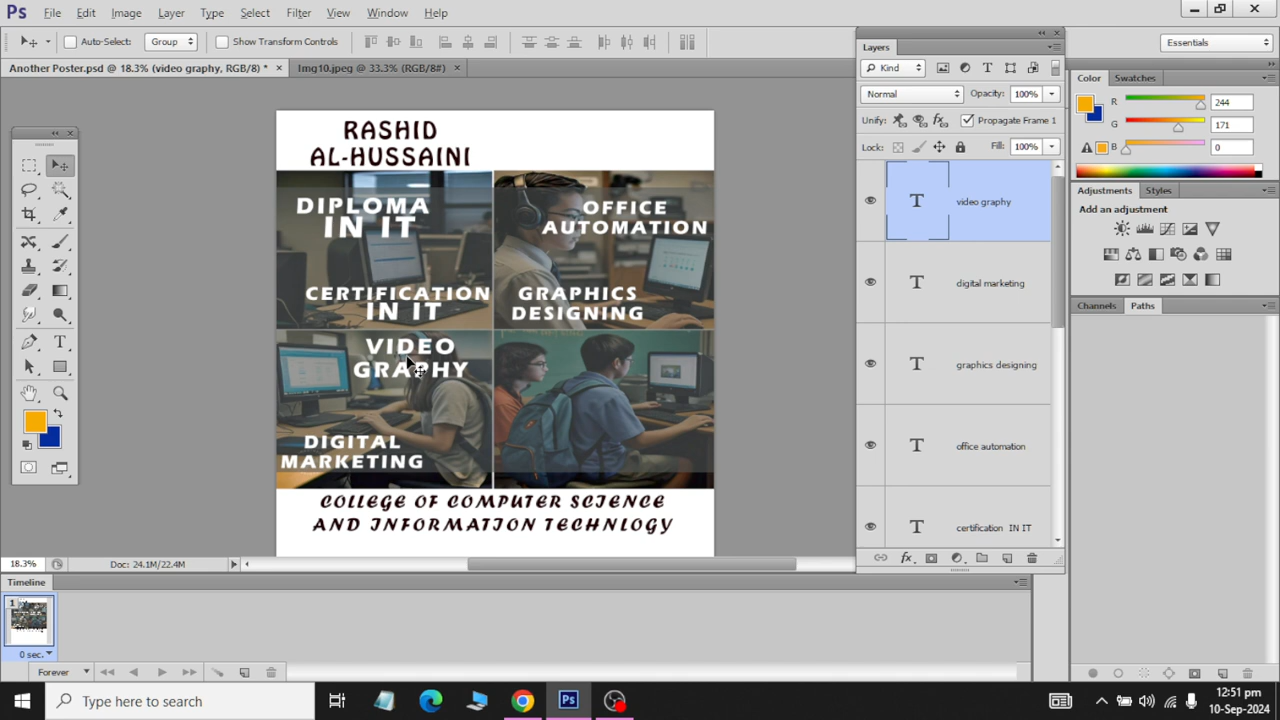 Ps File Edit Image Layer Type Select Filter View Window Help
Auto-Select: Group Show Transform Controls Essentials
Another Poster.psd @ 18.3% (video graphy, RGB/8) * × Img10.jpeg @ 33.3% (RGB/8#) ×
RASHID
AL-HUSSAINI
DIPLOMA
IN IT
OFFICE
AUTOMATION
CERTIFICATION
IN IT
GRAPHICS
DESIGNING
VIDEO
GRAPHY
DIGITAL
MARKETING
COLLEGE OF COMPUTER SCIENCE
AND INFORMATION TECHNLOGY
Layers
Kind
Normal Opacity: 100%
Unify: Propagate Frame 1
Lock: Fill: 100%
video graphy
digital marketing
graphics designing
office automation
certification IN IT
Color Swatches
R 244
G 171
B 0
Adjustments Styles
Add an adjustment
Channels Paths
18.3% Doc: 24.1M/22.4M
Timeline
1
0 sec.
Forever
Type here to search
12:51 pm
10-Sep-2024